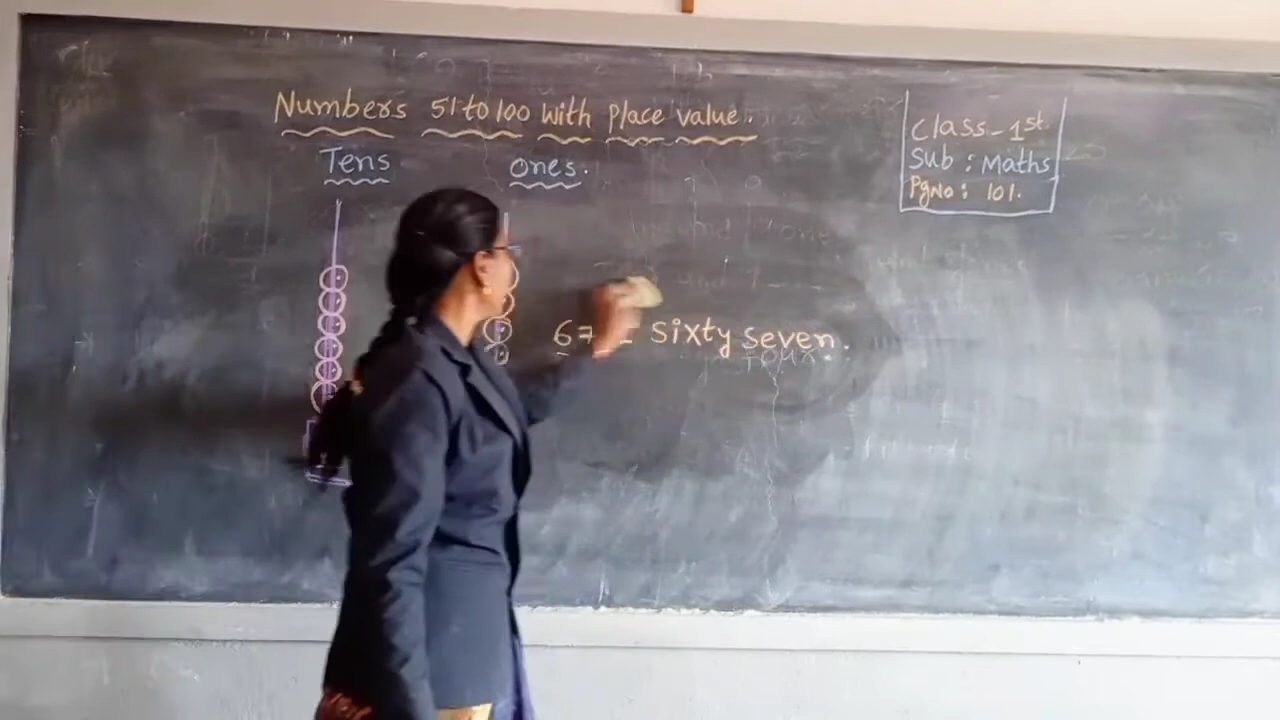 Numbers 51 to 100 with place value.
Class - 1st
Sub : Maths
Pg No : 101.
Tens
ones.
67 = Sixty seven.